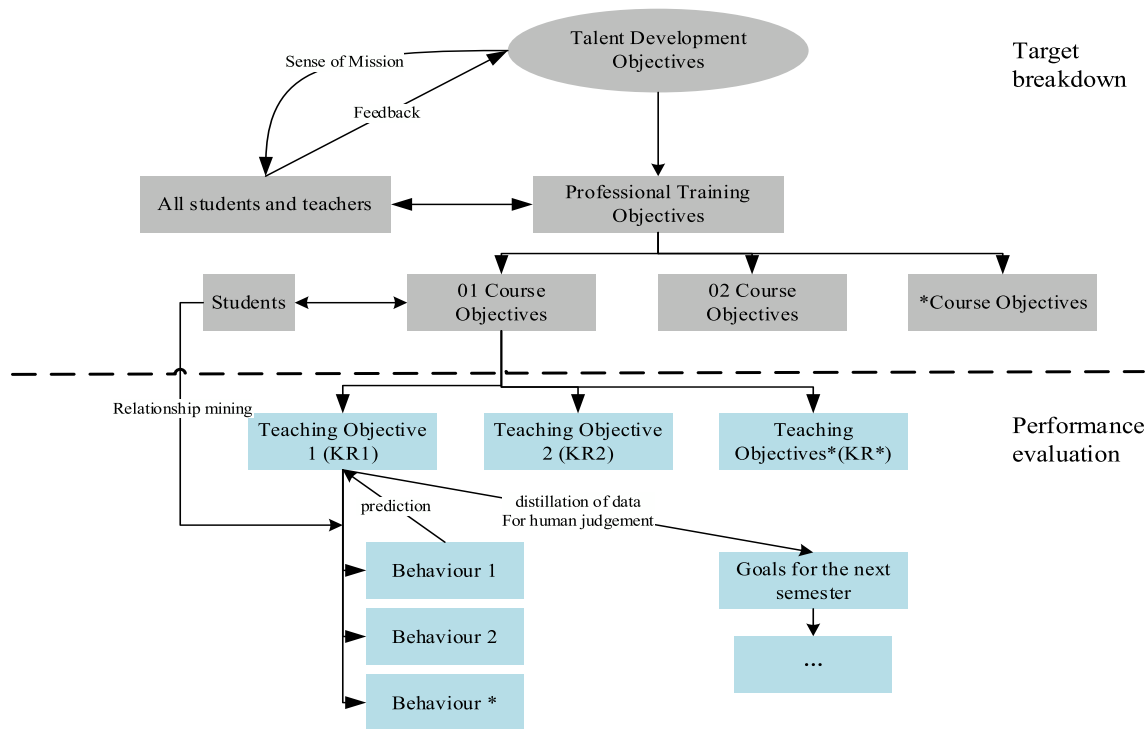 Talent Development
Objectives
Target
breakdown
Sense of Mission
Feedback
All students and teachers
Professional Training
Objectives
Students
01 Course
Objectives
02 Course
Objectives
*Course Objectives
Relationship mining
Teaching Objective
1 (KR1)
Teaching Objective
2 (KR2)
Teaching
Objectives*(KR*)
Performance
evaluation
prediction
distillation of data
For human judgement
Behaviour 1
Goals for the next
semester
Behaviour 2
...
Behaviour *